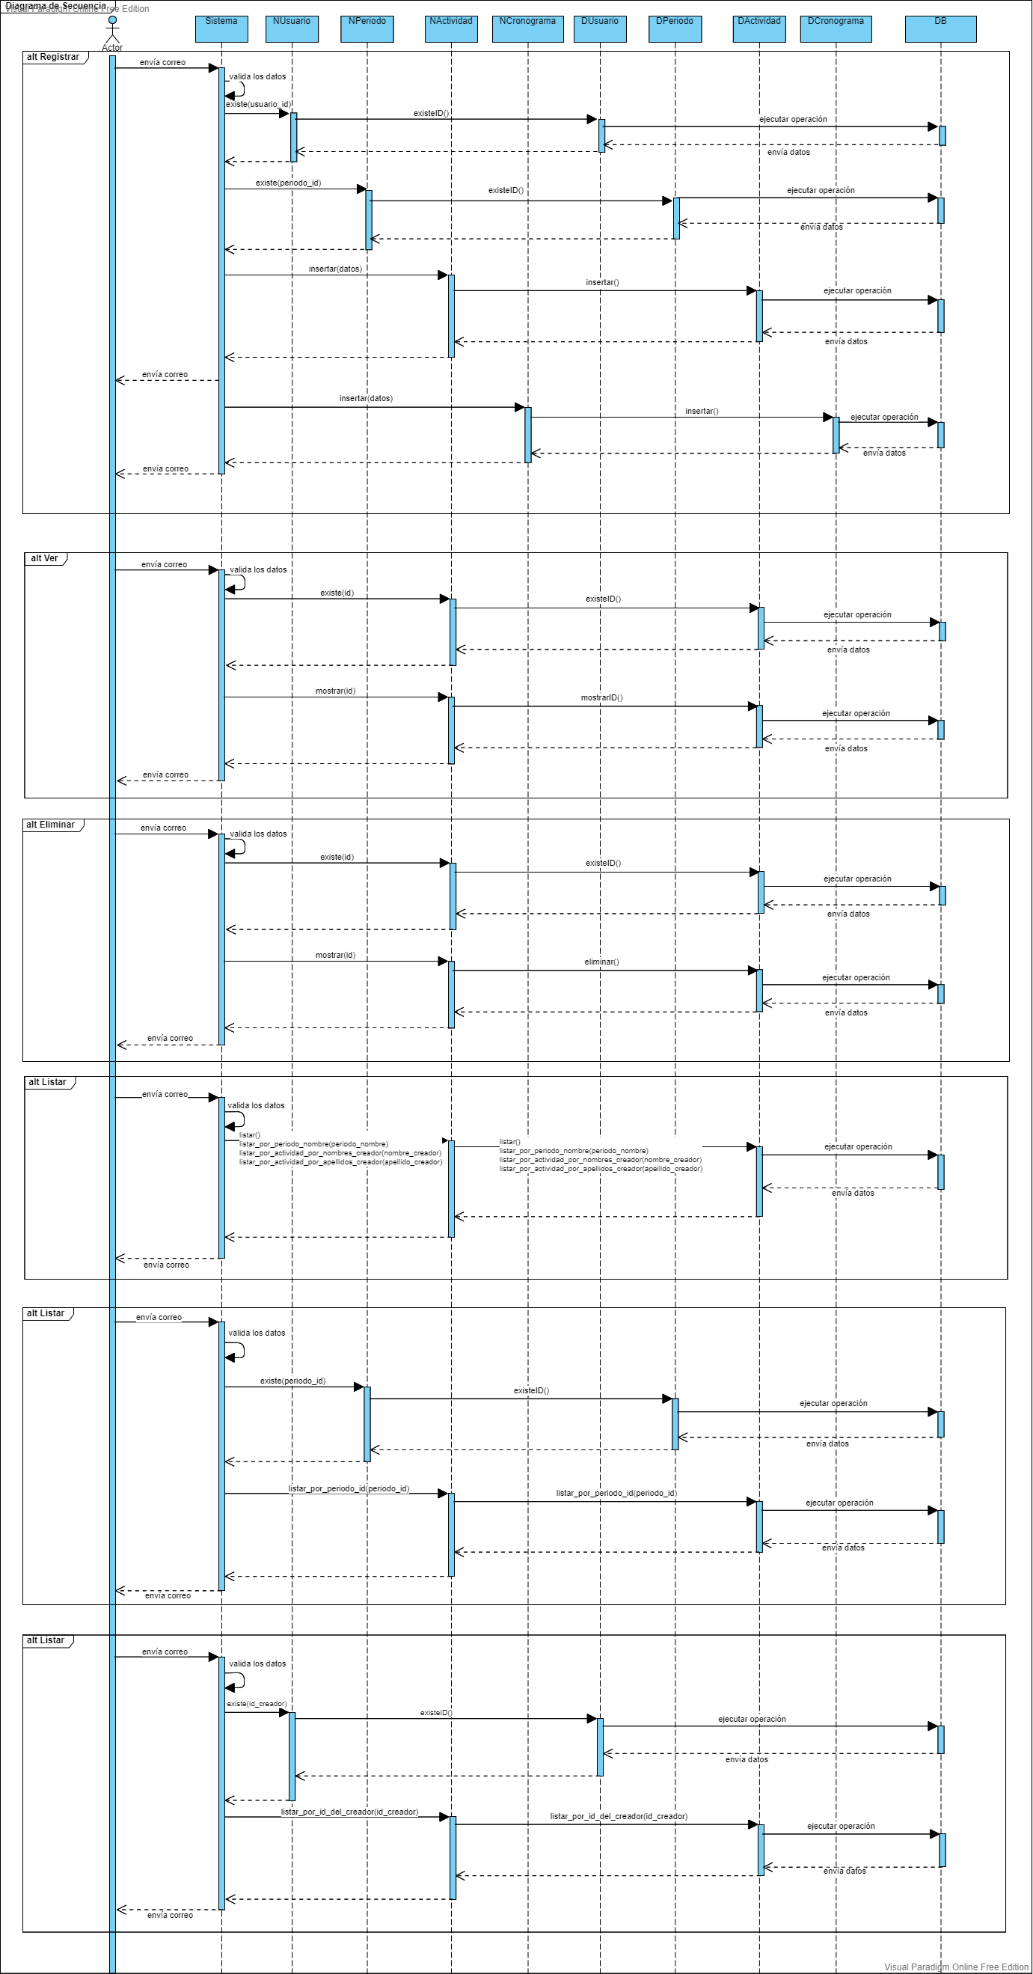 Diagrama de Secuencia
Visual Paradigm Online Free Edition
Actor
Sistema
NUsuario
NPeriodo
NActividad
NCronograma
DUsuario
DPeriodo
DActividad
DCronograma
DB
alt Registrar
envía correo
valida los datos
existe(usuario_id)
existeID()
ejecutar operación
envía datos
existe(periodo_id)
existeID()
ejecutar operación
envía datos
insertar(datos)
insertar()
ejecutar operación
envía datos
envía correo
insertar(datos)
insertar()
ejecutar operación
envía datos
envía correo
alt Ver
envía correo
valida los datos
existe(id)
existeID()
ejecutar operación
envía datos
mostrar(id)
mostrarID()
ejecutar operación
envía datos
envía correo
alt Eliminar
envía correo
valida los datos
existe(id)
existeID()
ejecutar operación
envía datos
mostrar(id)
eliminar()
ejecutar operación
envía datos
envía correo
alt Listar
envía correo
valida los datos
listar()
listar_por_periodo_nombre(periodo_nombre)
listar_por_actividad_por_nombres_creador(nombre_creador)
listar_por_actividad_por_apellidos_creador(apellido_creador)
listar()
listar_por_periodo_nombre(periodo_nombre)
listar_por_actividad_por_nombres_creador(nombre_creador)
listar_por_actividad_por_apellidos_creador(apellido_creador)
ejecutar operación
envía datos
envía correo
alt Listar
envía correo
valida los datos
existe(periodo_id)
existeID()
ejecutar operación
envía datos
listar_por_periodo_id(periodo_id)
listar_por_periodo_id(periodo_id)
ejecutar operación
envía datos
envía correo
alt Listar
envía correo
valida los datos
existe(id_creador)
existeID()
ejecutar operación
envía datos
listar_por_id_del_creador(id_creador)
listar_por_id_del_creador(id_creador)
ejecutar operación
envía datos
envía correo
Visual Paradigm Online Free Edition